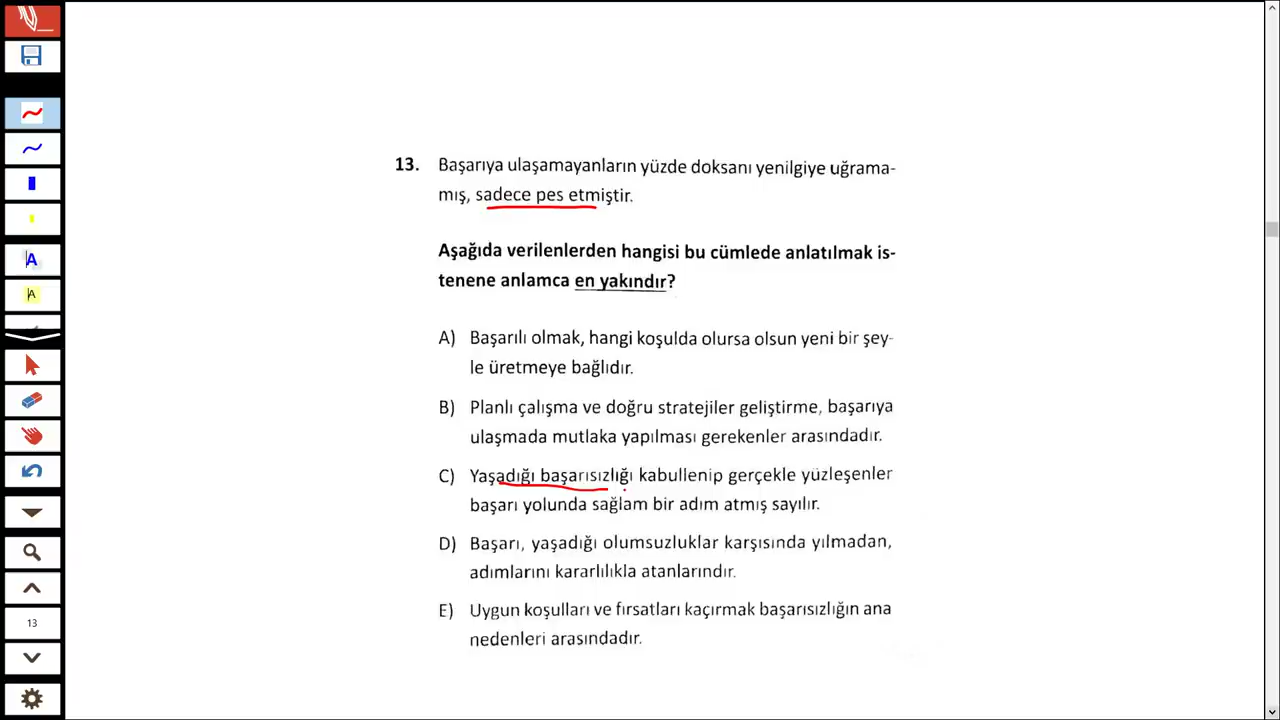 13. Başarıya ulaşamayanların yüzde doksanı yenilgiye uğrama-
mış, sadece pes etmiştir.
Aşağıda verilenlerden hangisi bu cümlede anlatılmak is-
tenene anlamca en yakındır?
A) Başarılı olmak, hangi koşulda olursa olsun yeni bir şey-
le üretmeye bağlıdır.
B) Planlı çalışma ve doğru stratejiler geliştirme, başarıya
ulaşmada mutlaka yapılması gerekenler arasındadır.
C) Yaşadığı başarısızlığı kabullenip gerçekle yüzleşenler
başarı yolunda sağlam bir adım atmış sayılır.
D) Başarı, yaşadığı olumsuzluklar karşısında yılmadan,
adımlarını kararlılıkla atanlarındır.
E) Uygun koşulları ve fırsatları kaçırmak başarısızlığın ana
nedenleri arasındadır.
A
A
13